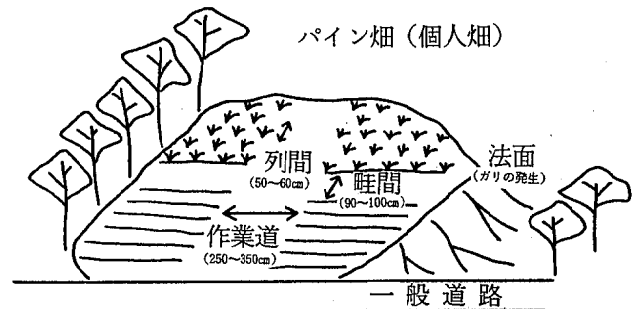 パイン畑（個人畑）
列間
(50〜60cm)
畦間
(90〜100cm)
法面
(ガリの発生)
作業道
(250〜350cm)
一般道路